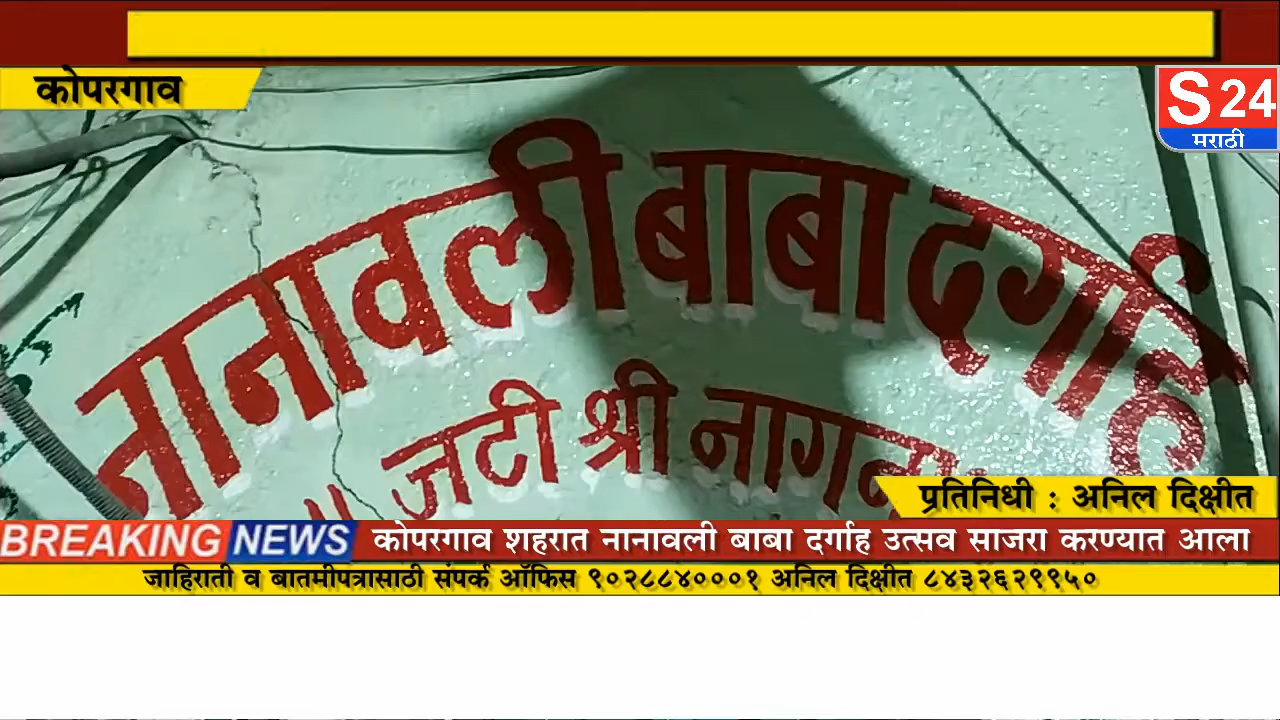 कोपरगाव
S 24
मराठी
नानावली बाबा दर्गाह
॥ जटी श्री
प्रतिनिधी : अनिल दिक्षीत
BREAKING NEWS कोपरगाव शहरात नानावली बाबा दर्गाह उत्सव साजरा करण्यात आला
जाहिराती व बातमीपत्रासाठी संपर्क ऑफिस ९०२८८४०००१ अनिल दिक्षीत ८४३२६२९९५०